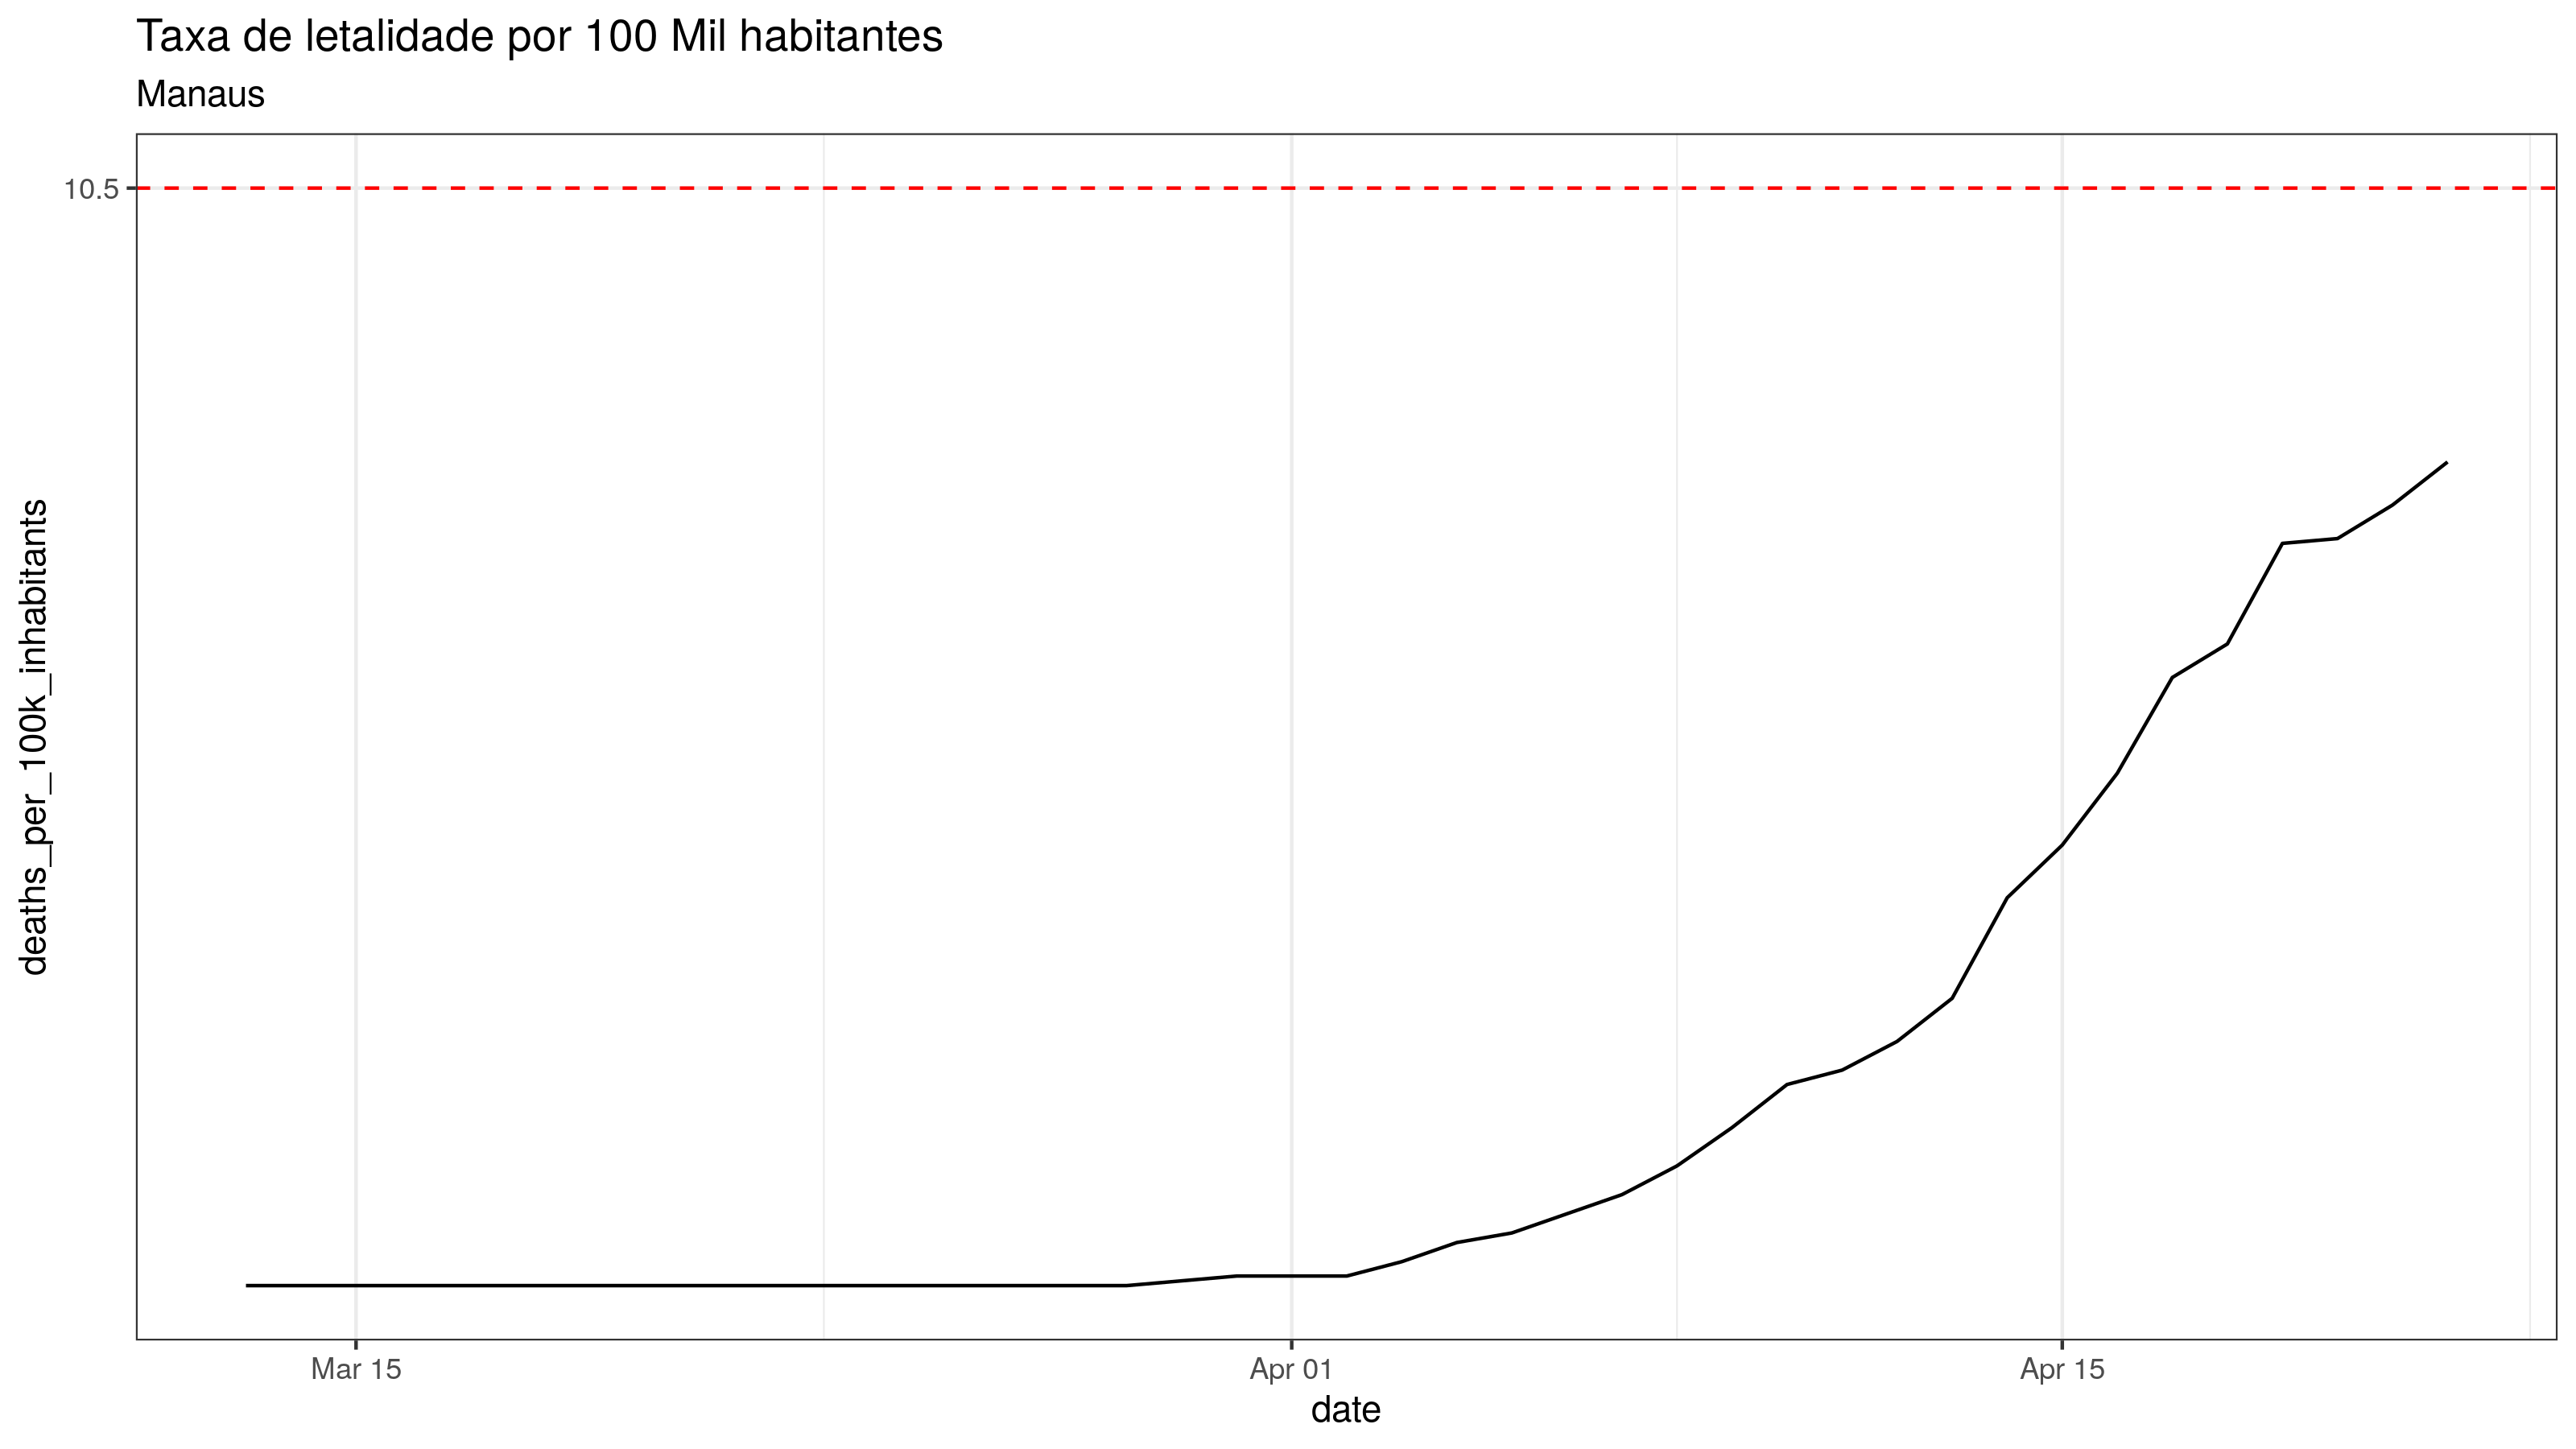 Taxa de letalidade por 100 Mil habitantes
Manaus
10.5
deaths_per_100k_inhabitants
Mar 15
Apr 01
Apr 15
date